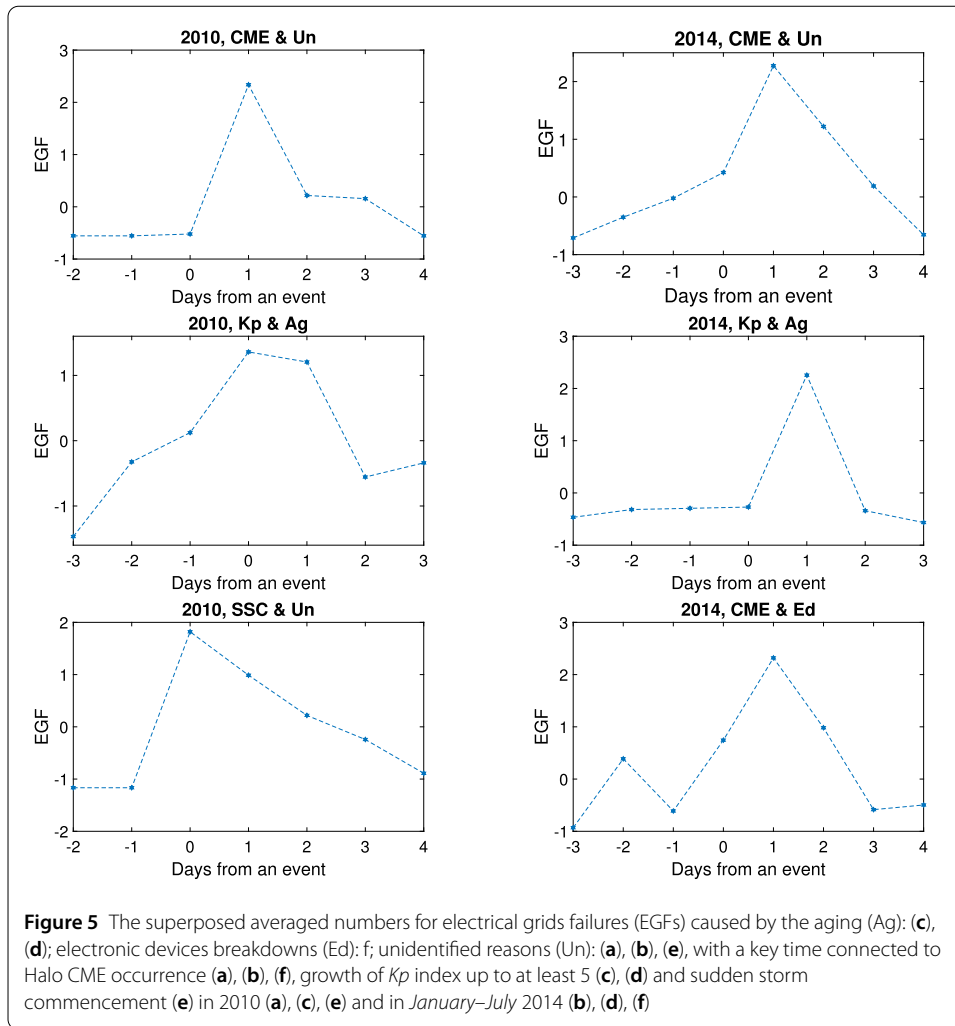 2010, CME & Un
3
2
1
0
-1
EGF
-2 -1 0 1 2 3 4
Days from an event
2014, CME & Un
2
1
0
-1
EGF
-3 -2 -1 0 1 2 3 4
Days from an event
2010, Kp & Ag
1
0
-1
EGF
-3 -2 -1 0 1 2 3
Days from an event
2014, Kp & Ag
3
2
1
0
-1
EGF
-3 -2 -1 0 1 2 3
Days from an event
2010, SSC & Un
2
1
0
-1
-2
EGF
-2 -1 0 1 2 3 4
Days from an event
2014, CME & Ed
3
2
1
0
-1
EGF
-3 -2 -1 0 1 2 3 4
Days from an event
Figure 5 The superposed averaged numbers for electrical grids failures (EGFs) caused by the aging (Ag): (c),
(d); electronic devices breakdowns (Ed): f; unidentified reasons (Un): (a), (b), (e), with a key time connected to
Halo CME occurrence (a), (b), (f), growth of Kp index up to at least 5 (c), (d) and sudden storm
commencement (e) in 2010 (a), (c), (e) and in January–July 2014 (b), (d), (f)